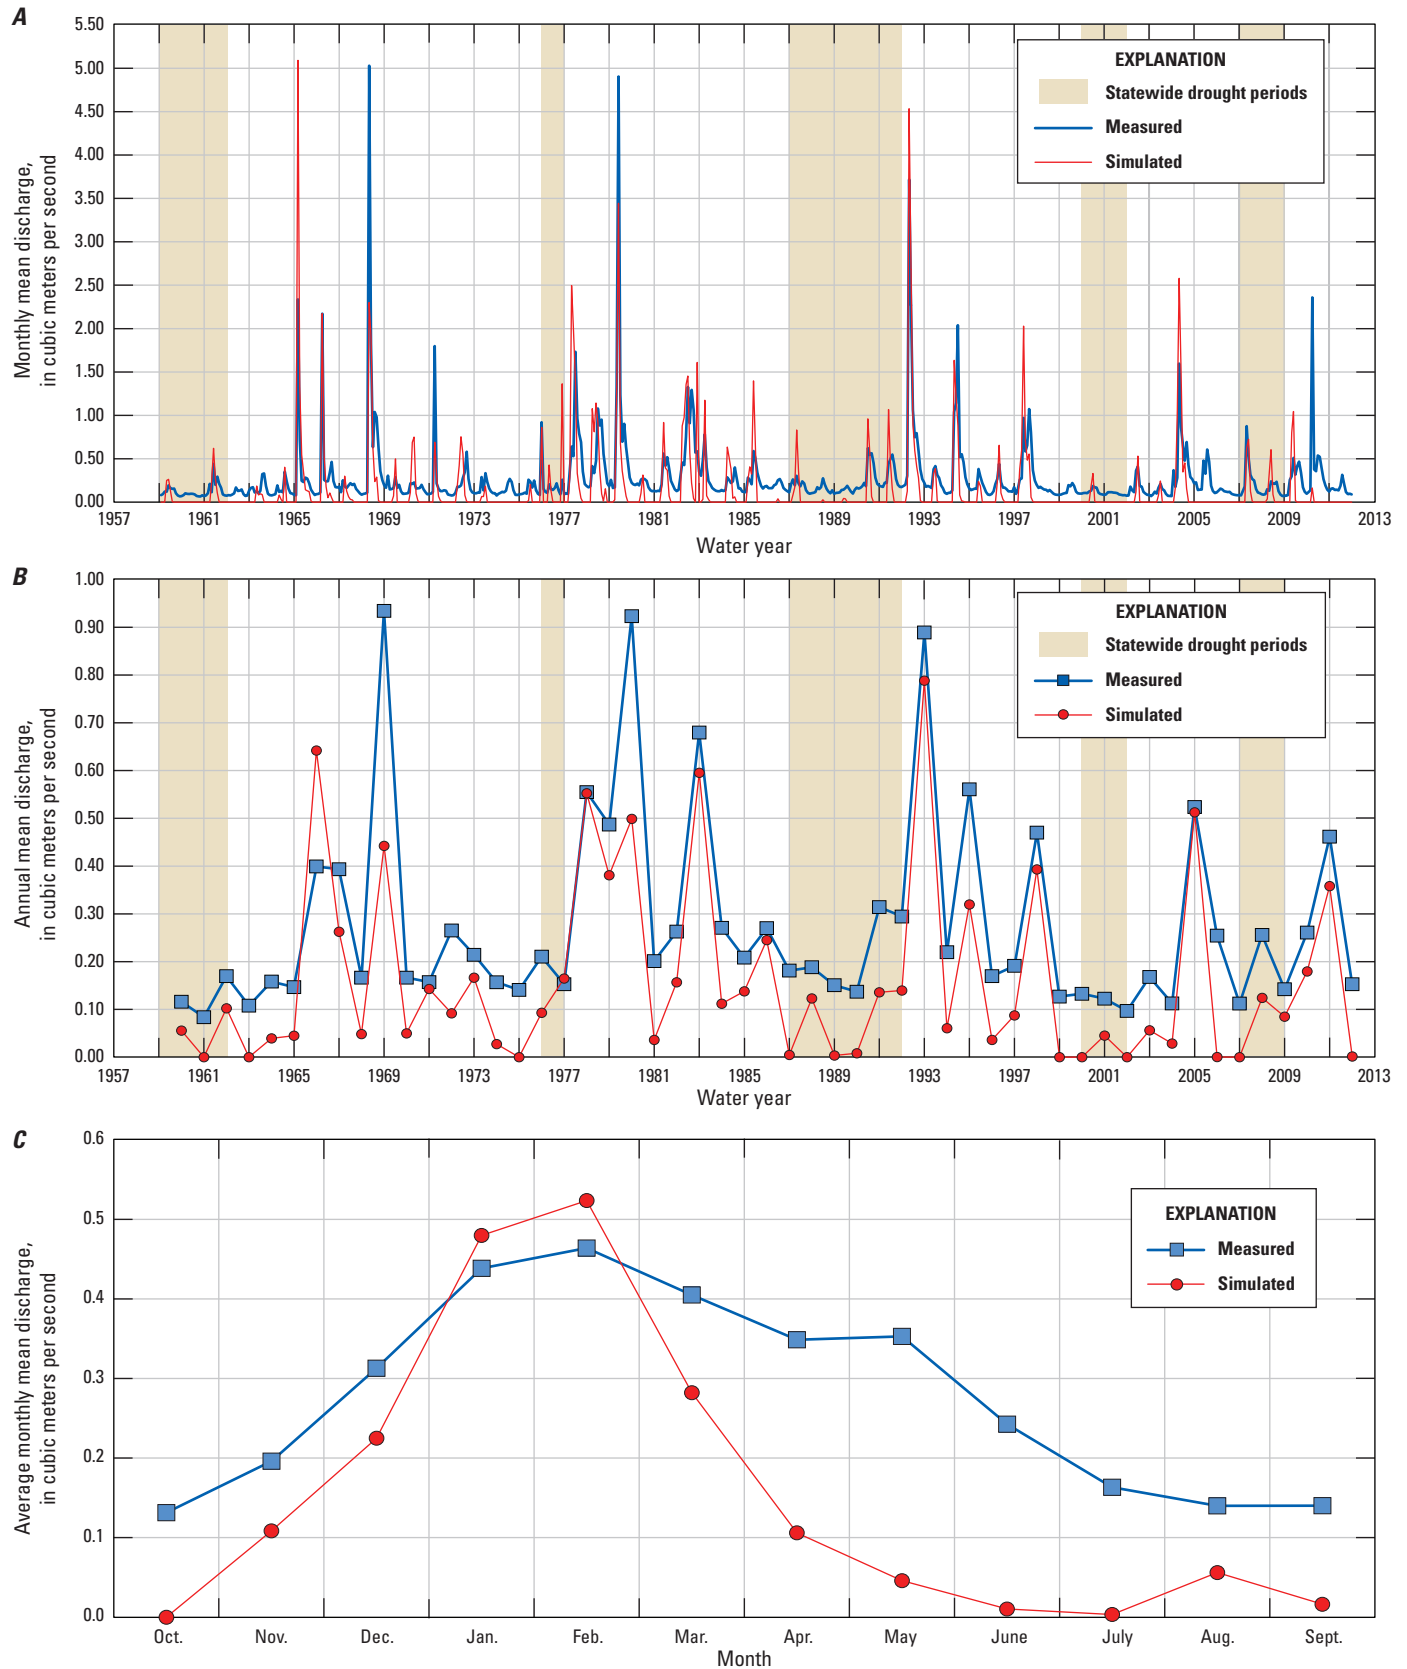 A
5.50
5.00
4.50
4.00
3.50
3.00
2.50
2.00
1.50
1.00
0.50
0.00
Monthly mean discharge,
in cubic meters per second
EXPLANATION
Statewide drought periods
Measured
Simulated
1957 1961 1965 1969 1973 1977 1981 1985 1989 1993 1997 2001 2005 2009 2013
Water year
B
1.00
0.90
0.80
0.70
0.60
0.50
0.40
0.30
0.20
0.10
0.00
Annual mean discharge,
in cubic meters per second
EXPLANATION
Statewide drought periods
Measured
Simulated
1957 1961 1965 1969 1973 1977 1981 1985 1989 1993 1997 2001 2005 2009 2013
Water year
C
0.6
0.5
0.4
0.3
0.2
0.1
0.0
Average monthly mean discharge,
in cubic meters per second
EXPLANATION
Measured
Simulated
Oct. Nov. Dec. Jan. Feb. Mar. Apr. May June July Aug. Sept.
Month